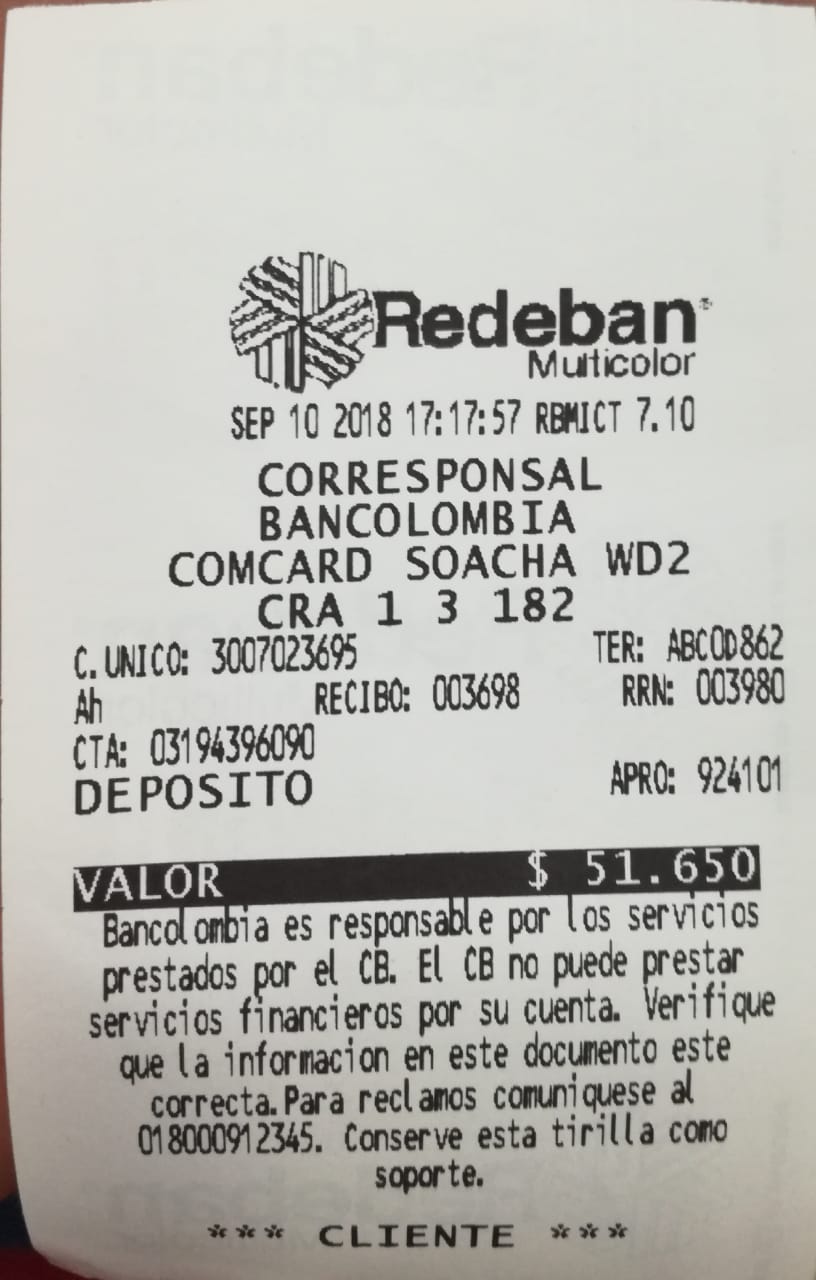 Redeban®
Multicolor
SEP 10 2018 17:17:57 RBMICT 7.10
CORRESPONSAL
BANCOLOMBIA
COMCARD SOACHA WD2
CRA 1 3 182
C. UNICO: 3007023695 TER: ABCOD862
Ah RECIBO: 003698 RRN: 003980
CTA: 03194396090
DEPOSITO APRO: 924101
VALOR $ 51.650
Bancolombia es responsable por los servicios
prestados por el CB. El CB no puede prestar
servicios financieros por su cuenta. Verifique
que la informacion en este documento este
correcta. Para reclamos comuniquese al
018000912345. Conserve esta tirilla como
soporte.
*** CLIENTE ***